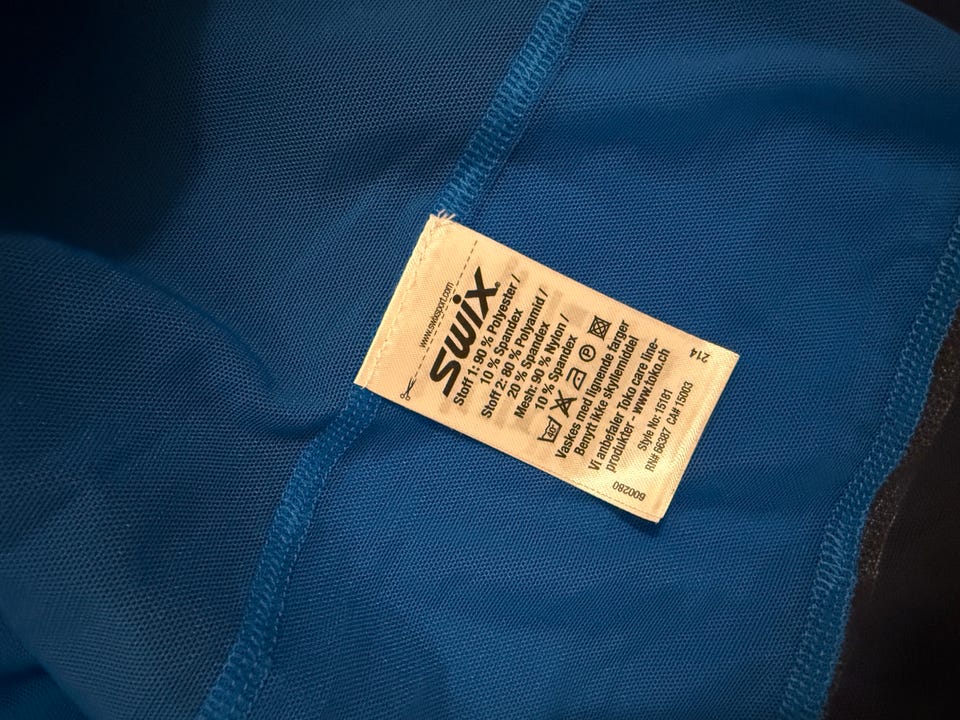 www.swixsport.com
SWIX®
Stoff 1: 90 % Polyester /
10 % Spandex
Stoff 2: 80 % Polyamid /
20 % Spandex
Mesh: 90 % Nylon /
10 % Spandex
40° P
Vaskes med lignende farger
Benytt ikke skyllemiddel
Vi anbefaler Toko care line-
produkter - www.toko.ch
Style No: 15181
RN# 66387 CA# 15003
600280
214